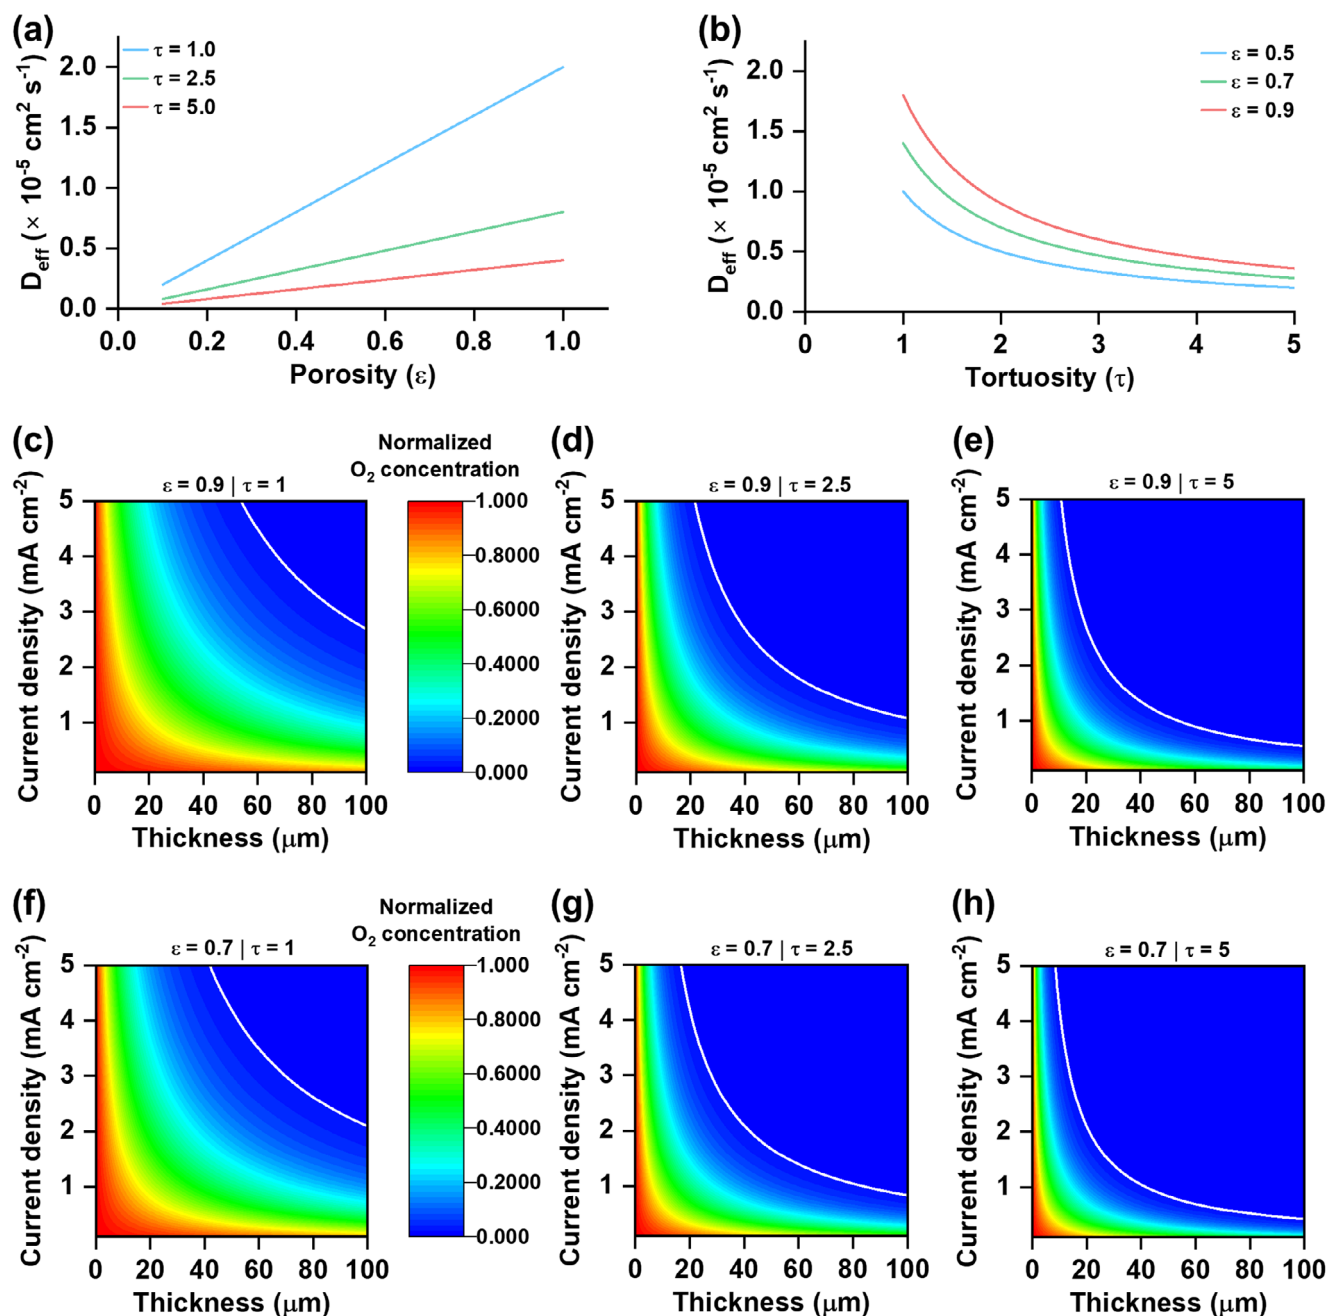 (a)
τ = 1.0
τ = 2.5
τ = 5.0
2.0
1.5
1.0
0.5
0.0
D_eff (× 10⁻⁵ cm² s⁻¹)
0.0 0.2 0.4 0.6 0.8 1.0
Porosity (ε)
(b)
ε = 0.5
ε = 0.7
ε = 0.9
2.0
1.5
1.0
0.5
0.0
D_eff (× 10⁻⁵ cm² s⁻¹)
0 1 2 3 4 5
Tortuosity (τ)
(c)
ε = 0.9 | τ = 1
5
4
3
2
1
Current density (mA cm⁻²)
0 20 40 60 80 100
Thickness (μm)
Normalized
O₂ concentration
1.000
0.8000
0.6000
0.4000
0.2000
0.000
(d)
ε = 0.9 | τ = 2.5
5
4
3
2
1
Current density (mA cm⁻²)
0 20 40 60 80 100
Thickness (μm)
(e)
ε = 0.9 | τ = 5
5
4
3
2
1
Current density (mA cm⁻²)
0 20 40 60 80 100
Thickness (μm)
(f)
ε = 0.7 | τ = 1
5
4
3
2
1
Current density (mA cm⁻²)
0 20 40 60 80 100
Thickness (μm)
Normalized
O₂ concentration
1.000
0.8000
0.6000
0.4000
0.2000
0.000
(g)
ε = 0.7 | τ = 2.5
5
4
3
2
1
Current density (mA cm⁻²)
0 20 40 60 80 100
Thickness (μm)
(h)
ε = 0.7 | τ = 5
5
4
3
2
1
Current density (mA cm⁻²)
0 20 40 60 80 100
Thickness (μm)